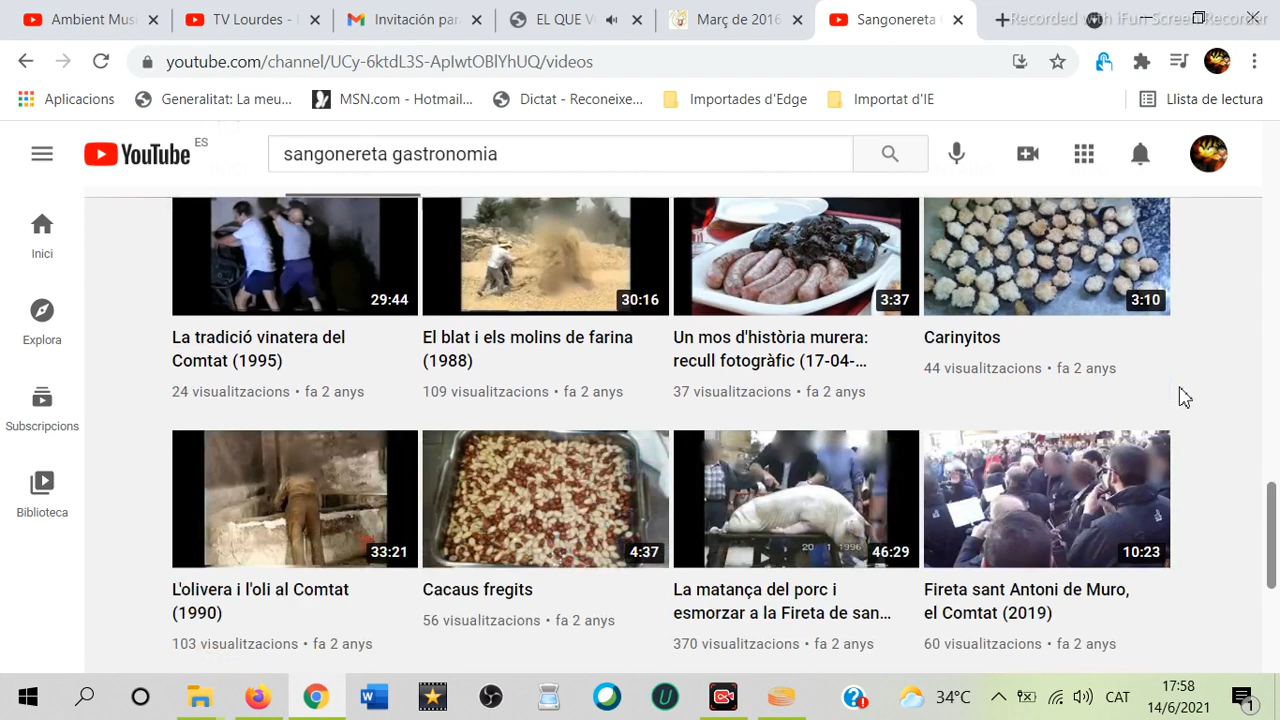 Ambient Mus
TV Lourdes -
Invitación par
EL QUE V
Març de 2016
Sangonereta
Recorded with iFun Screen Recorder
youtube.com/channel/UCy-6ktdL3S-ApIwtOBlYhUQ/videos
Aplicacions
Generalitat: La meu...
MSN.com - Hotmai...
Dictat - Reconeixe...
Importades d'Edge
Importat d'IE
Llista de lectura
YouTube ES
sangonereta gastronomia
Inici
Explora
Subscripcions
Biblioteca
29:44
30:16
3:37
3:10
La tradició vinatera del
Comtat (1995)
24 visualitzacions • fa 2 anys
El blat i els molins de farina
(1988)
109 visualitzacions • fa 2 anys
Un mos d'història murera:
recull fotogràfic (17-04-...
37 visualitzacions • fa 2 anys
Carinyitos
44 visualitzacions • fa 2 anys
33:21
4:37
20 1 1996
46:29
10:23
L'olivera i l'oli al Comtat
(1990)
103 visualitzacions • fa 2 anys
Cacaus fregits
56 visualitzacions • fa 2 anys
La matança del porc i
esmorzar a la Fireta de san...
370 visualitzacions • fa 2 anys
Fireta sant Antoni de Muro,
el Comtat (2019)
60 visualitzacions • fa 2 anys
34°C
CAT
17:58
14/6/2021
1